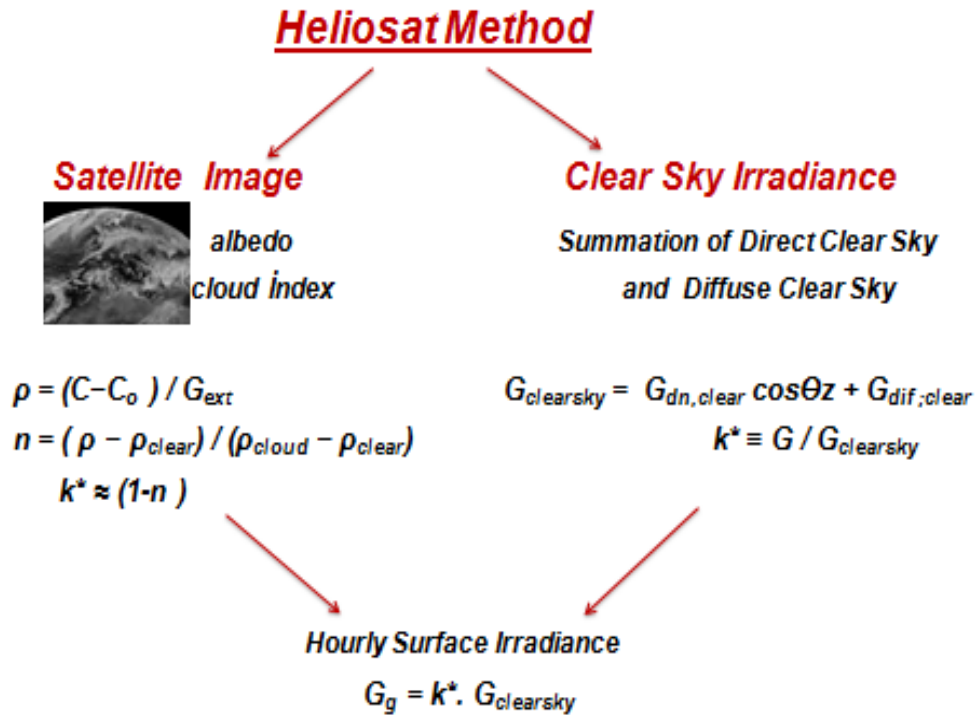 Heliosat Method
Satellite Image
albedo
cloud İndex
ρ = (C−Co ) / Gext
n = ( ρ − ρclear) / (ρcloud − ρclear)
k* ≈ (1-n )
Clear Sky Irradiance
Summation of Direct Clear Sky
and Diffuse Clear Sky
Gclearsky = Gdn,clear cosθz + Gdif;clear
k* ≡ G / Gclearsky
Hourly Surface Irradiance
Gg = k*. Gclearsky